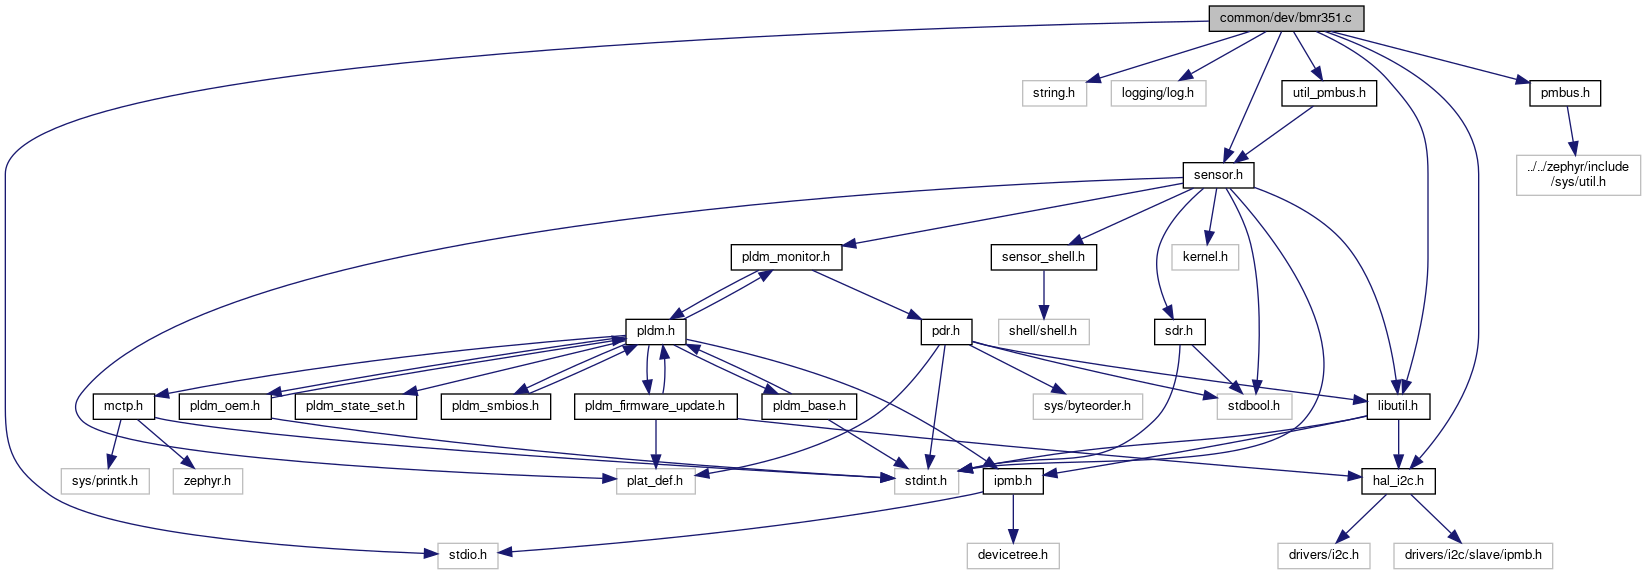 common/dev/bmr351.c
string.h
logging/log.h
util_pmbus.h
pmbus.h
sensor.h
../../zephyr/include
/sys/util.h
pldm_monitor.h
sensor_shell.h
kernel.h
pldm.h
pdr.h
shell/shell.h
sdr.h
mctp.h
pldm_oem.h
pldm_state_set.h
pldm_smbios.h
pldm_firmware_update.h
pldm_base.h
sys/byteorder.h
stdbool.h
libutil.h
sys/printk.h
zephyr.h
plat_def.h
stdint.h
ipmb.h
hal_i2c.h
stdio.h
devicetree.h
drivers/i2c.h
drivers/i2c/slave/ipmb.h